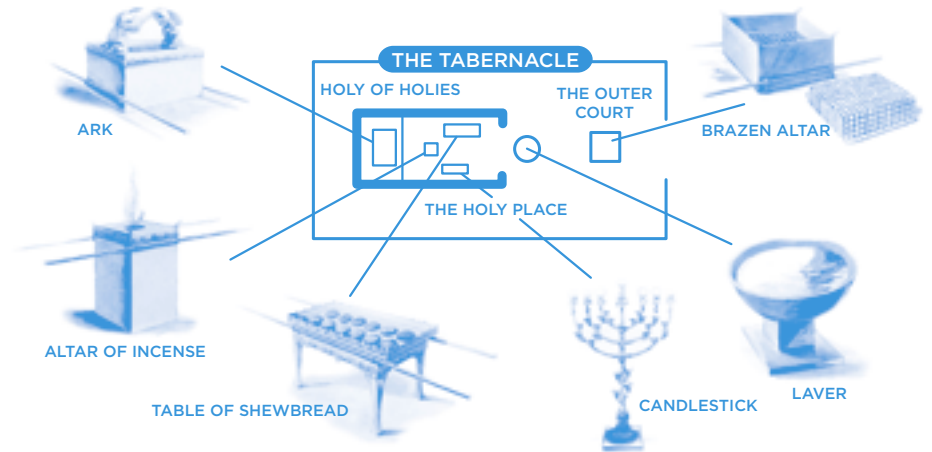 THE TABERNACLE
HOLY OF HOLIES
THE OUTER
COURT
ARK
BRAZEN ALTAR
THE HOLY PLACE
ALTAR OF INCENSE
TABLE OF SHEWBREAD
CANDLESTICK
LAVER